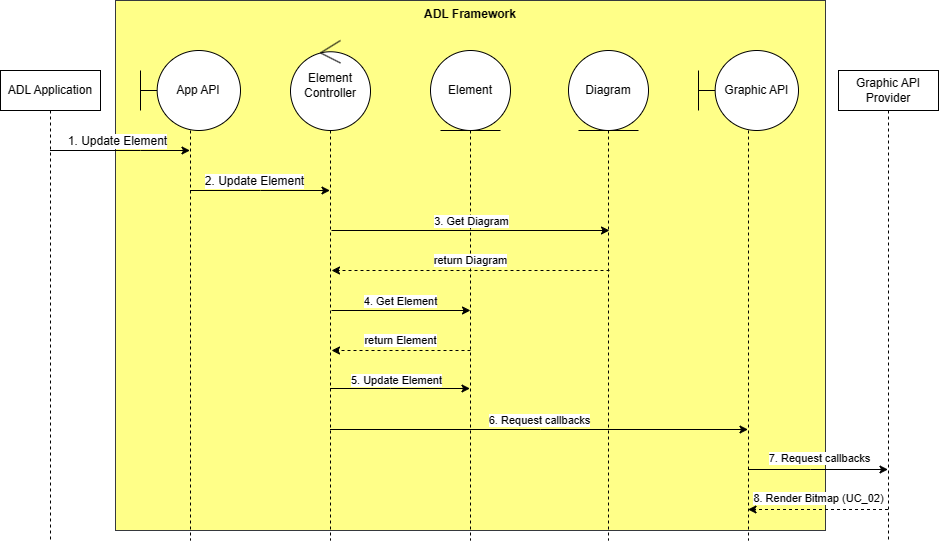 ADL Framework
ADL Application
App API
Element
Controller
Element
Diagram
Graphic API
Graphic API
Provider
1. Update Element
2. Update Element
3. Get Diagram
return Diagram
4. Get Element
return Element
5. Update Element
6. Request callbacks
7. Request callbacks
8. Render Bitmap (UC_02)